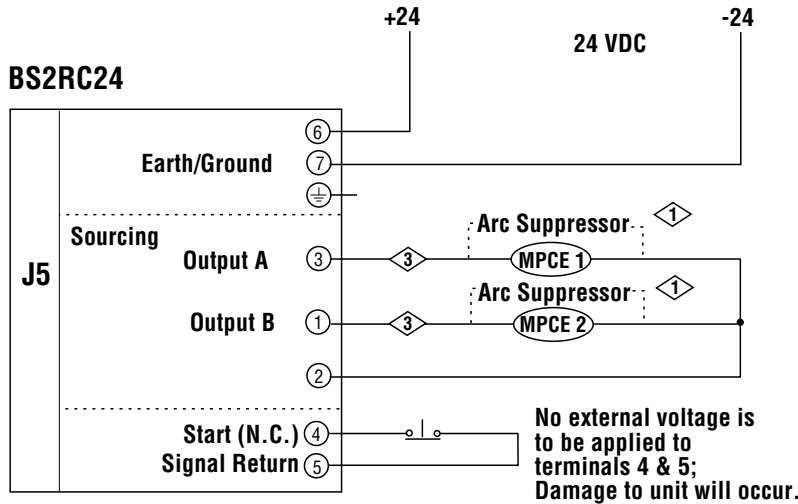 +24
-24
24 VDC
BS2RC24
6
Earth/Ground
7
Sourcing
J5
Output A
3
3
Arc Suppressor
1
MPCE 1
Output B
1
3
Arc Suppressor
1
MPCE 2
2
Start (N.C.)
4
Signal Return
5
No external voltage is
to be applied to
terminals 4 & 5;
Damage to unit will occur.